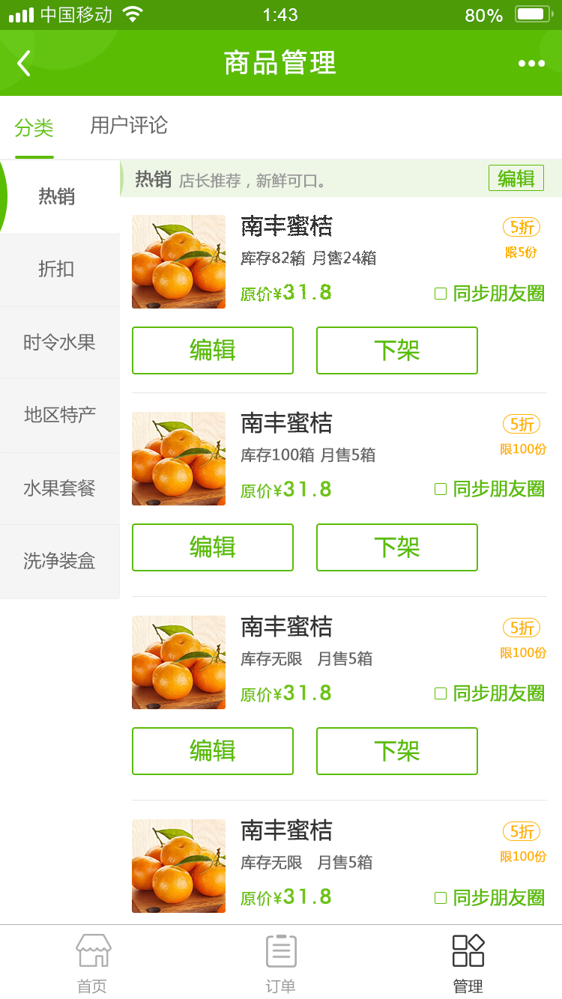 中国移动 1:43 80%
商品管理
分类 用户评论
热销
折扣
时令水果
地区特产
水果套餐
洗净装盒
热销 店长推荐，新鲜可口。 编辑
南丰蜜桔 5折
库存82箱 月售24箱 限5份
原价¥31.8 同步朋友圈
编辑 下架
南丰蜜桔 5折
库存100箱 月售5箱 限100份
原价¥31.8 同步朋友圈
编辑 下架
南丰蜜桔 5折
库存无限 月售5箱 限100份
原价¥31.8 同步朋友圈
编辑 下架
南丰蜜桔 5折
库存无限 月售5箱 限100份
原价¥31.8 同步朋友圈
首页 订单 管理